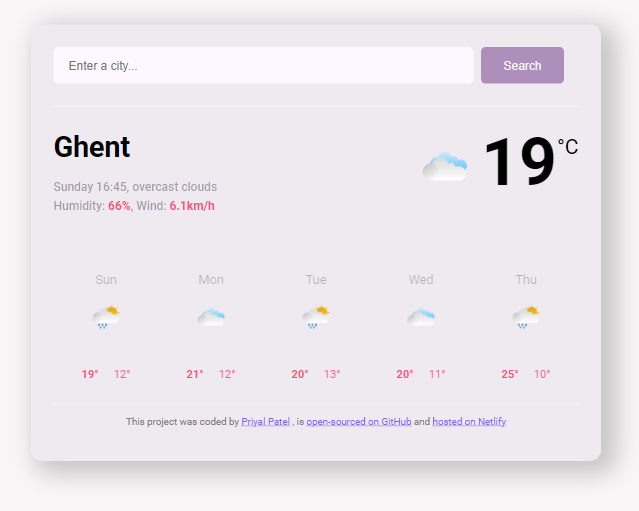 Enter a city...
Search
Ghent
19 °C
Sunday 16:45, overcast clouds
Humidity: 66%, Wind: 6.1km/h
Sun Mon Tue Wed Thu
19° 12° 21° 12° 20° 13° 20° 11° 25° 10°
This project was coded by Priyal Patel , is open-sourced on GitHub and hosted on Netlify